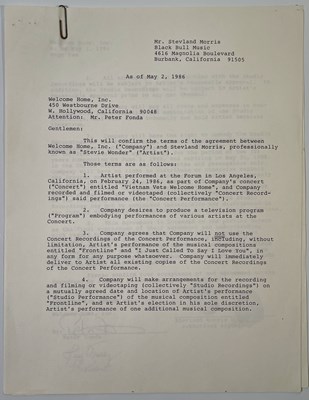 Mr. Stevland Morris
Black Bull Music
4616 Magnolia Boulevard
Burbank, California 91505
As of May 2, 1986
Welcome Home, Inc.
450 Westbourne Drive
W. Hollywood, California 90048
Attention: Mr. Peter Fonda
Gentlemen:
This will confirm the terms of the agreement between
Welcome Home, Inc. ("Company") and Stevland Morris, professionally
known as "Stevie Wonder" ("Artist").
Those terms are as follows:
1. Artist performed at the Forum in Los Angeles,
California, on February 24, 1986, as part of Company's concert
("Concert") entitled "Vietnam Vets Welcome Home", and Company
recorded and filmed or videotaped (collectively "Concert Record-
ings") said performance (the "Concert Performance").
2. Company desires to produce a television program
("Program") embodying performances of various artists at the
Concert.
3. Company agrees that Company will not use the
Concert Recordings of the Concert Performance, including, without
limitation, Artist's performance of the musical compositions
entitled "Frontline" and "I Just Called To Say I Love You", in
any form for any purpose whatsoever. Company will immediately
deliver to Artist all existing copies of the Concert Recordings
of the Concert Performance.
4. Company will make arrangements for the recording
and filming or videotaping (collectively "Studio Recordings") on
a mutually agreed date and location of Artist's performance
("Studio Performance") of the musical composition entitled
"Frontline", and at Artist's election in his sole discretion,
Artist's performance of one additional musical composition.